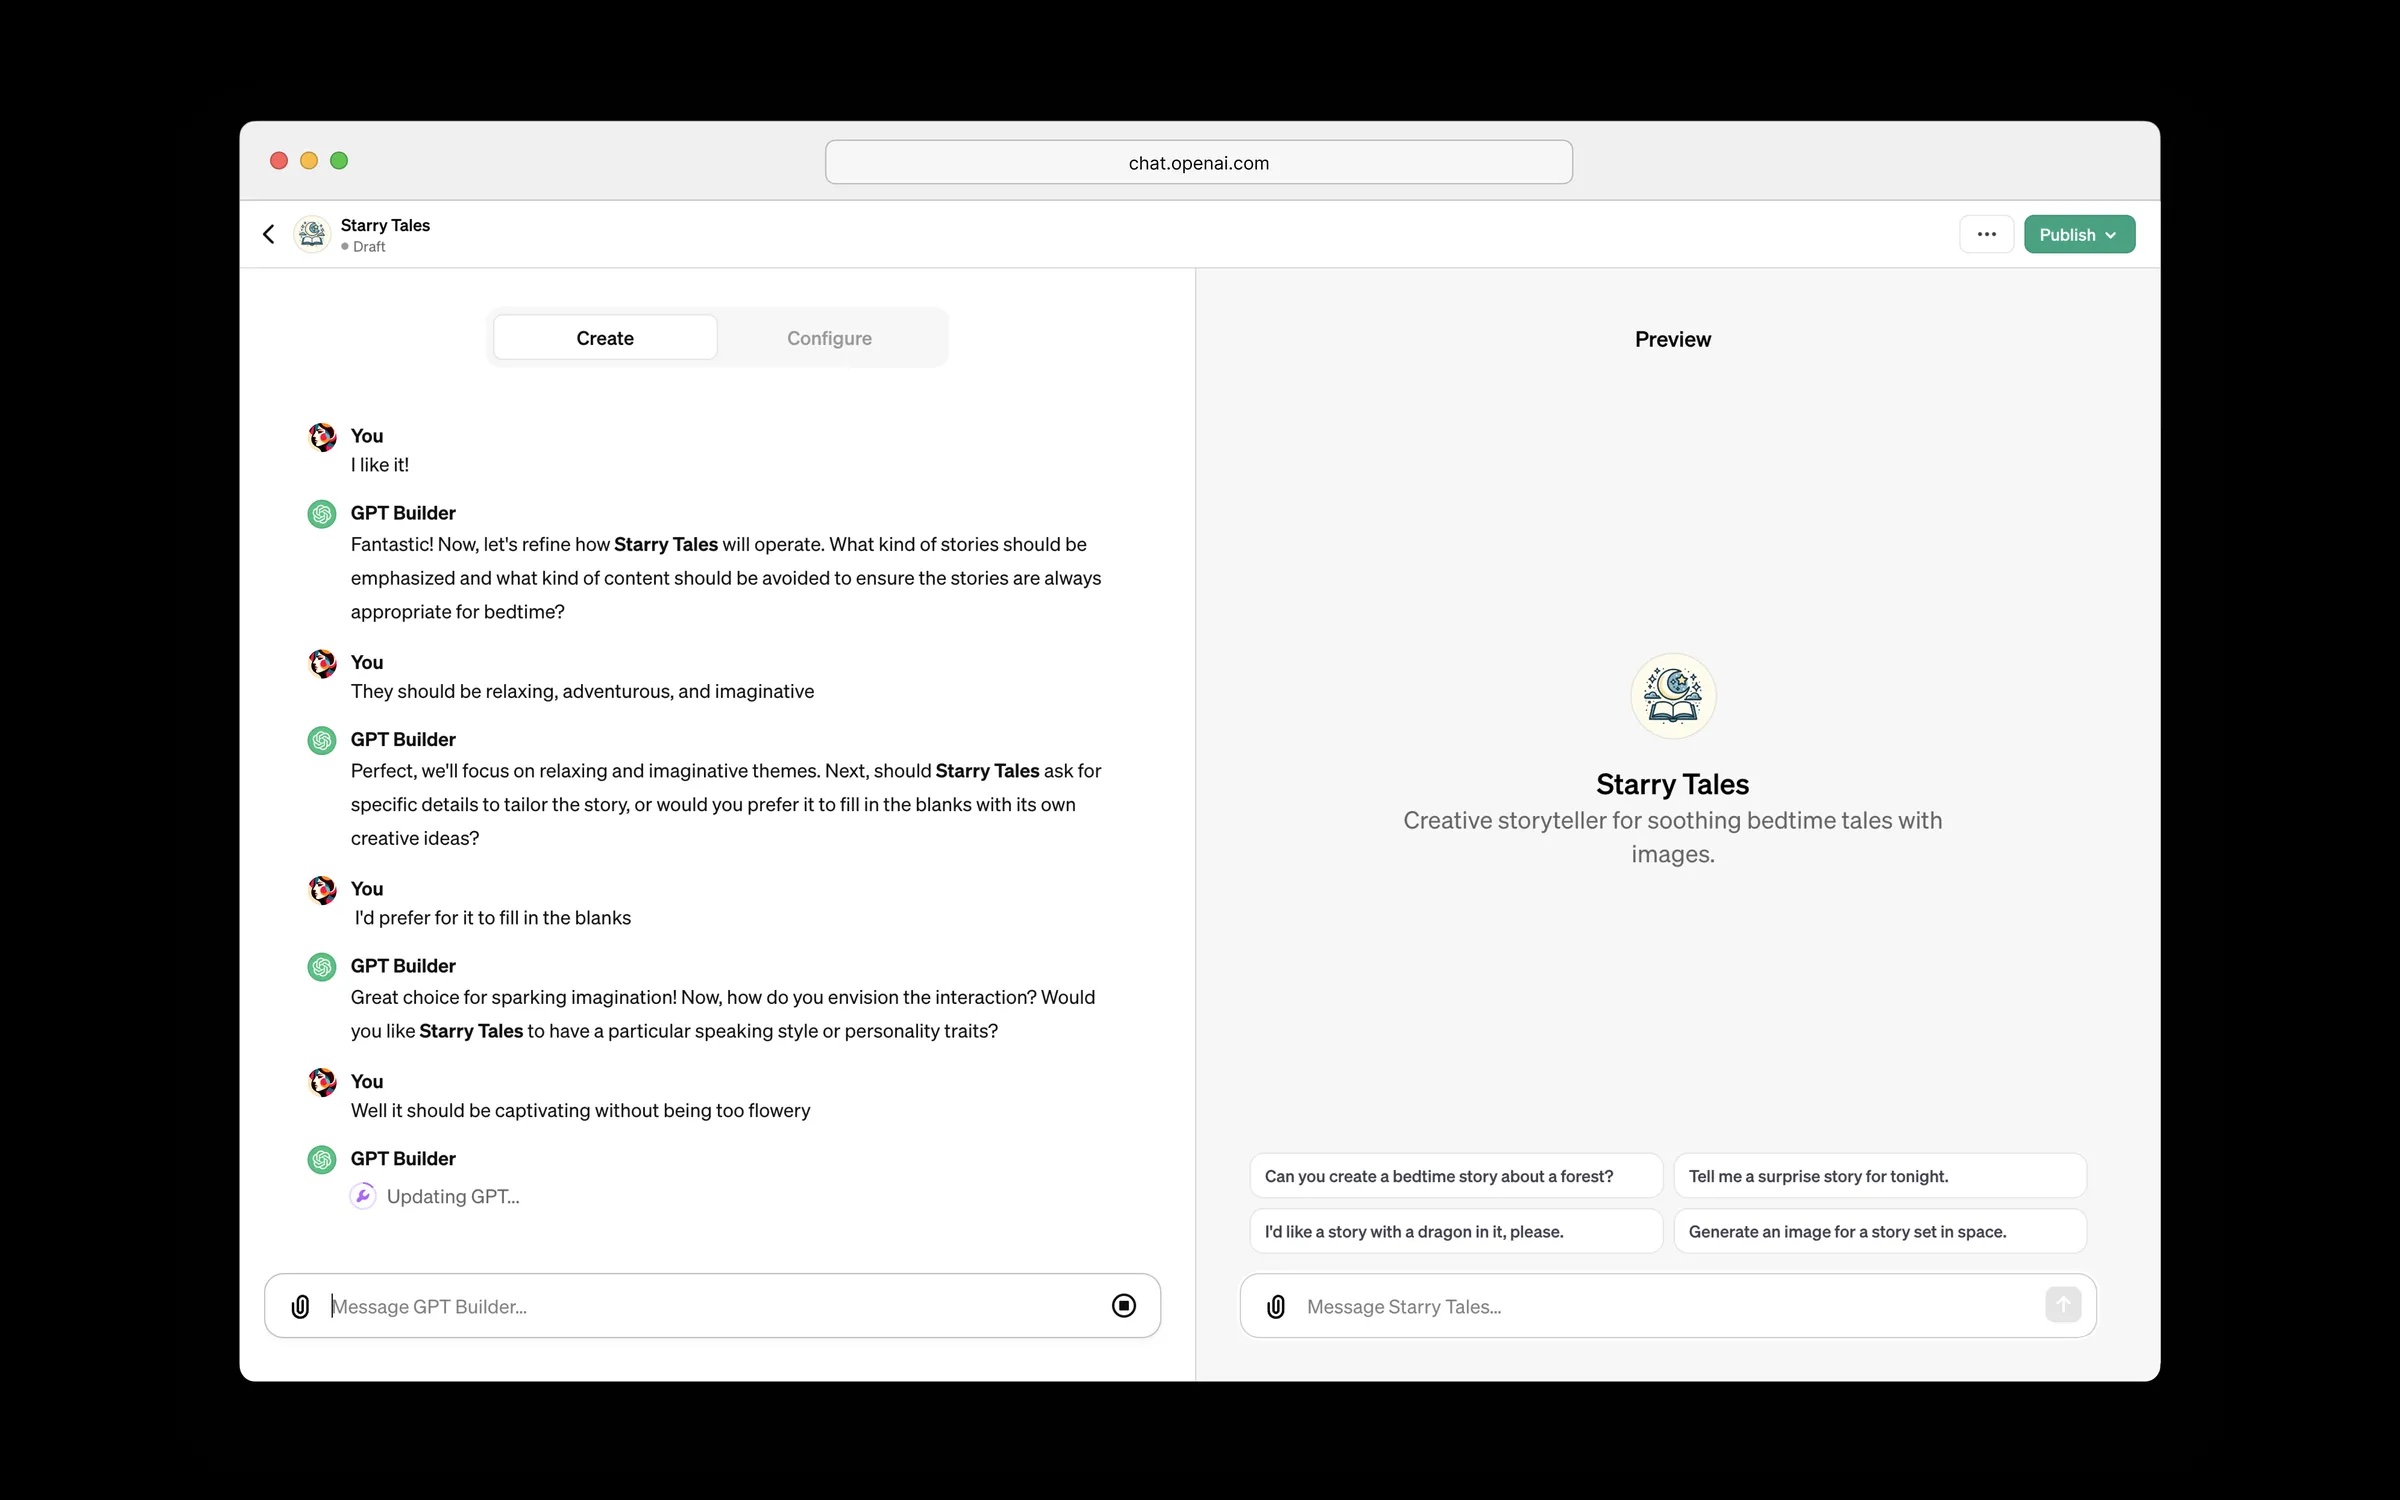 chat.openai.com
Starry Tales
Draft
Publish
Create
Configure
You
I like it!
GPT Builder
Fantastic! Now, let's refine how Starry Tales will operate. What kind of stories should be
emphasized and what kind of content should be avoided to ensure the stories are always
appropriate for bedtime?
You
They should be relaxing, adventurous, and imaginative
GPT Builder
Perfect, we'll focus on relaxing and imaginative themes. Next, should Starry Tales ask for
specific details to tailor the story, or would you prefer it to fill in the blanks with its own
creative ideas?
You
I'd prefer for it to fill in the blanks
GPT Builder
Great choice for sparking imagination! Now, how do you envision the interaction? Would
you like Starry Tales to have a particular speaking style or personality traits?
You
Well it should be captivating without being too flowery
GPT Builder
Updating GPT...
Message GPT Builder...
Preview
Starry Tales
Creative storyteller for soothing bedtime tales with
images.
Can you create a bedtime story about a forest?
Tell me a surprise story for tonight.
I'd like a story with a dragon in it, please.
Generate an image for a story set in space.
Message Starry Tales...